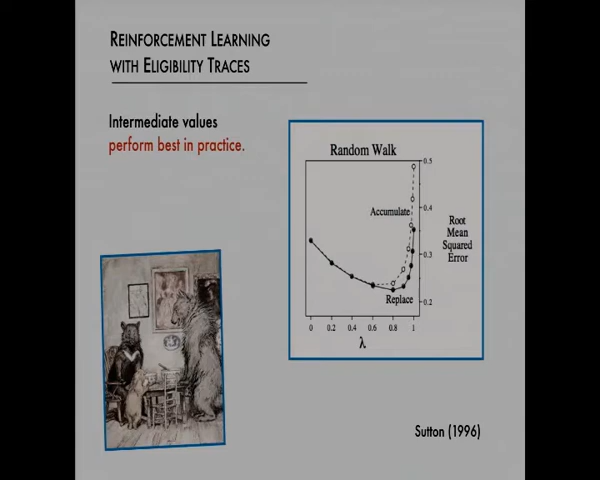 REINFORCEMENT LEARNING
WITH ELIGIBILITY TRACES
Intermediate values
perform best in practice.
Random Walk
0.5
Accumulate
0.4
Root
Mean
Squared
Error
0.3
Replace
0.2
0 0.2 0.4 0.6 0.8 1
λ
Sutton (1996)